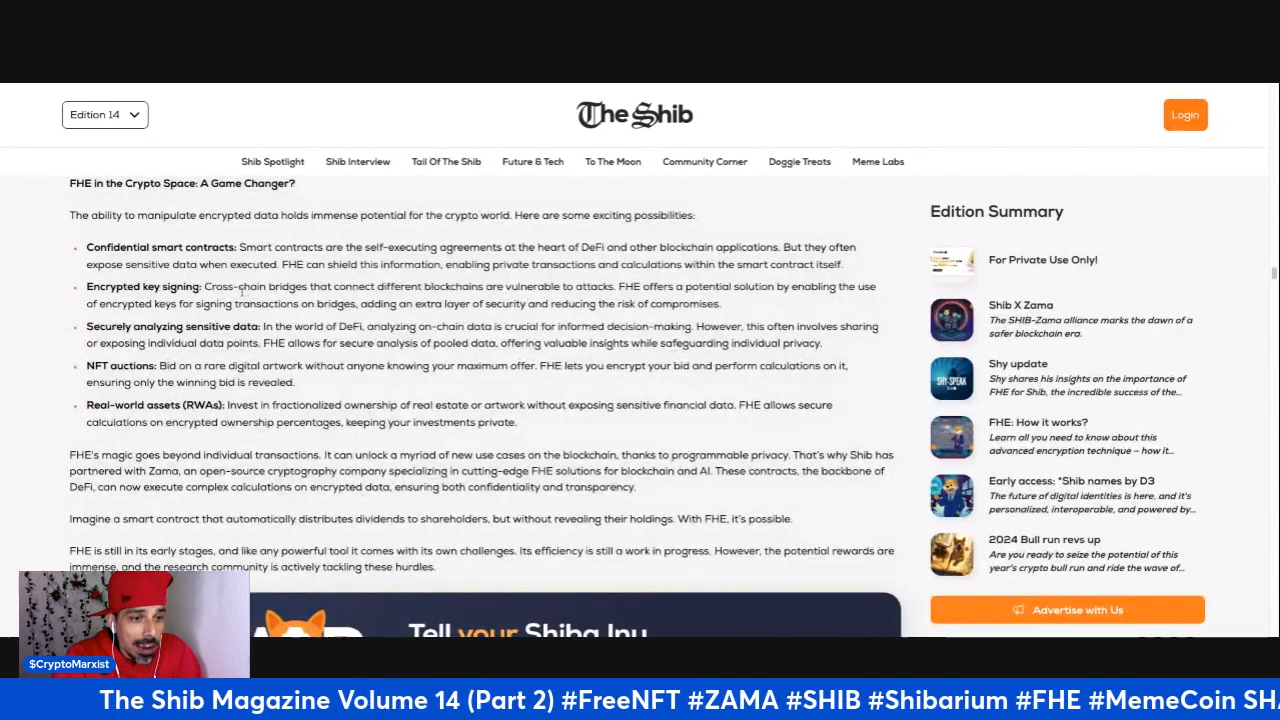 Edition 14
The Shib
Login
Shib Spotlight
Shib Interview
Tail Of The Shib
Future & Tech
To The Moon
Community Corner
Doggie Treats
Meme Labs
FHE in the Crypto Space: A Game Changer?
The ability to manipulate encrypted data holds immense potential for the crypto world. Here are some exciting possibilities:
Confidential smart contracts: Smart contracts are the self-executing agreements at the heart of DeFi and other blockchain applications. But they often
expose sensitive data when executed. FHE can shield this information, enabling private transactions and calculations within the smart contract itself.
Encrypted key signing: Cross-chain bridges that connect different blockchains are vulnerable to attacks. FHE offers a potential solution by enabling the use
of encrypted keys for signing transactions on bridges, adding an extra layer of security and reducing the risk of compromises.
Securely analyzing sensitive data: In the world of DeFi, analyzing on-chain data is crucial for informed decision-making. However, this often involves sharing
or exposing individual data points. FHE allows for secure analysis of pooled data, offering valuable insights while safeguarding individual privacy.
NFT auctions: Bid on a rare digital artwork without anyone knowing your maximum offer. FHE lets you encrypt your bid and perform calculations on it,
ensuring only the winning bid is revealed.
Real-world assets (RWAs): Invest in fractionalized ownership of real estate or artwork without exposing sensitive financial data. FHE allows secure
calculations on encrypted ownership percentages, keeping your investments private.
FHE's magic goes beyond individual transactions. It can unlock a myriad of new use cases on the blockchain, thanks to programmable privacy. That's why Shib has
partnered with Zama, an open-source cryptography company specializing in cutting-edge FHE solutions for blockchain and AI. These contracts, the backbone of
DeFi, can now execute complex calculations on encrypted data, ensuring both confidentiality and transparency.
Imagine a smart contract that automatically distributes dividends to shareholders, but without revealing their holdings. With FHE, it's possible.
FHE is still in its early stages, and like any powerful tool it comes with its own challenges. Its efficiency is still a work in progress. However, the potential rewards are
immense, and the research community is actively tackling these hurdles.
Tell your Shiba Inu
Edition Summary
For Private Use Only!
Shib X Zama
The SHIB-Zama alliance marks the dawn of a
safer blockchain era.
SHY-SPEAK
Shy update
Shy shares his insights on the importance of
FHE for Shib, the incredible success of the...
FHE: How it works?
Learn all you need to know about this
advanced encryption technique – how it...
Early access: "Shib names by D3
The future of digital identities is here, and it's
personalized, interoperable, and powered by...
2024 Bull run revs up
Are you ready to seize the potential of this
year's crypto bull run and ride the wave of...
Advertise with Us
$CryptoMarxist
The Shib Magazine Volume 14 (Part 2) #FreeNFT #ZAMA #SHIB #Shibarium #FHE #MemeCoin SHA